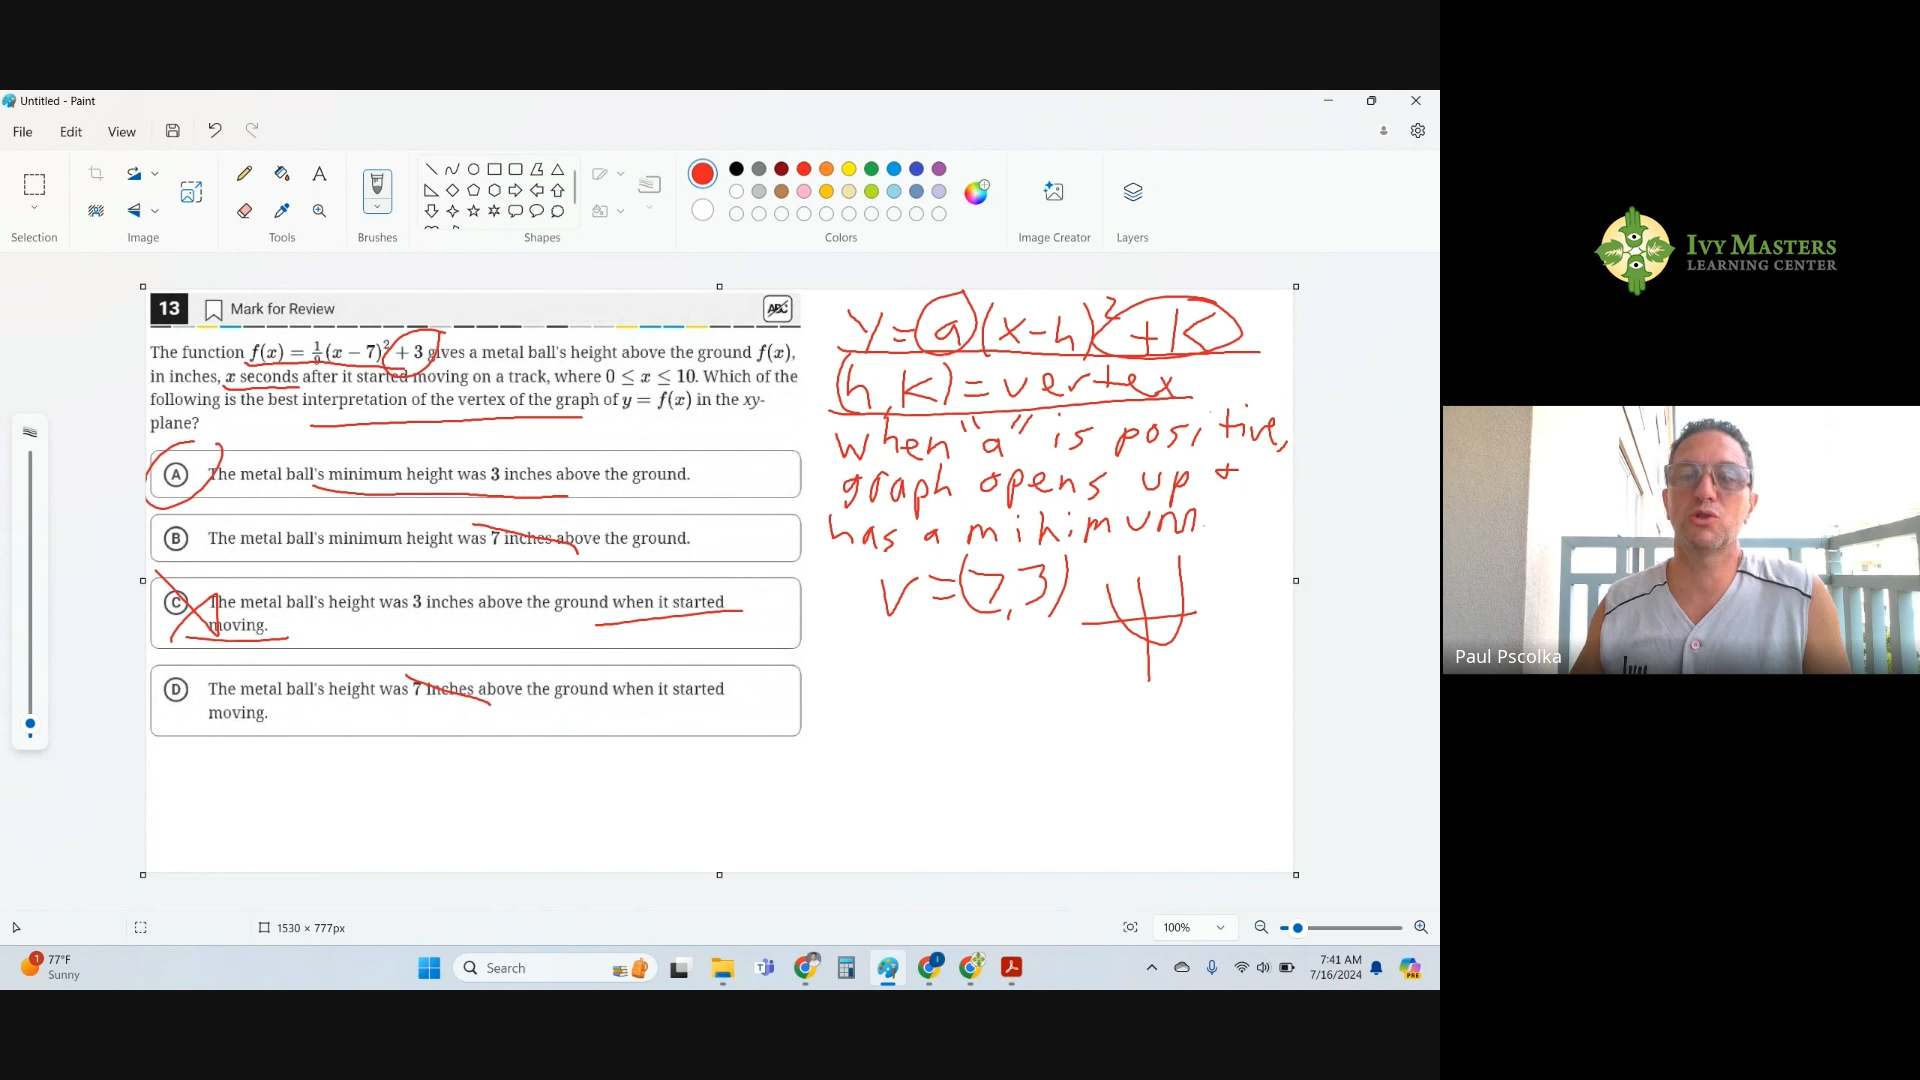 Untitled - Paint
File Edit View
Selection Image Tools Brushes Shapes Colors Image Creator Layers
13 Mark for Review ABC
The function f(x) = 1/9(x − 7)² + 3 gives a metal ball's height above the ground f(x),
in inches, x seconds after it started moving on a track, where 0 ≤ x ≤ 10. Which of the
following is the best interpretation of the vertex of the graph of y = f(x) in the xy-
plane?
A The metal ball's minimum height was 3 inches above the ground.
B The metal ball's minimum height was 7 inches above the ground.
C The metal ball's height was 3 inches above the ground when it started
moving.
D The metal ball's height was 7 inches above the ground when it started
moving.
y = a(x-h)² + k
(h,k) = vertex
when "a" is positive,
graph opens up +
has a minimum.
V = (7,3)
IVY MASTERS
LEARNING CENTER
Paul Pscolka
1530 × 777px
100%
1
77°F
Sunny
Search
7:41 AM
7/16/2024
PRE